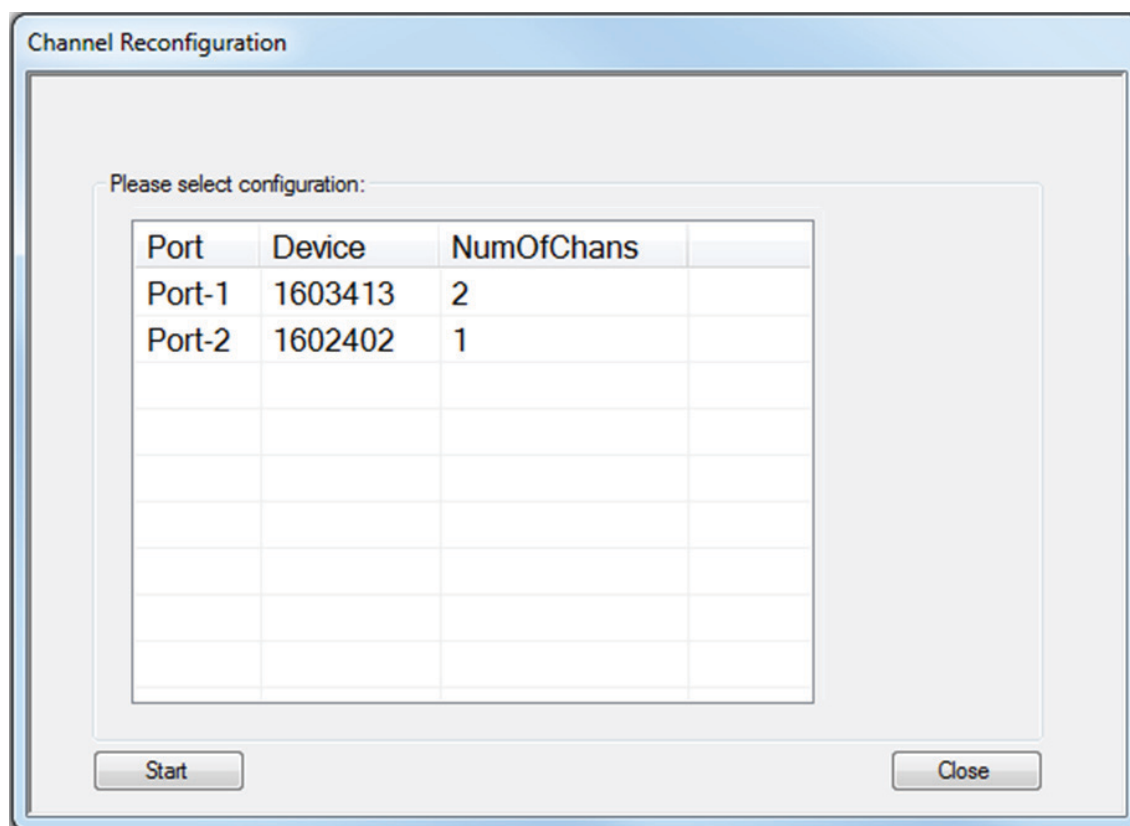 Channel Reconfiguration
Please select configuration:
Port Device NumOfChans
Port-1 1603413 2
Port-2 1602402 1
Start Close